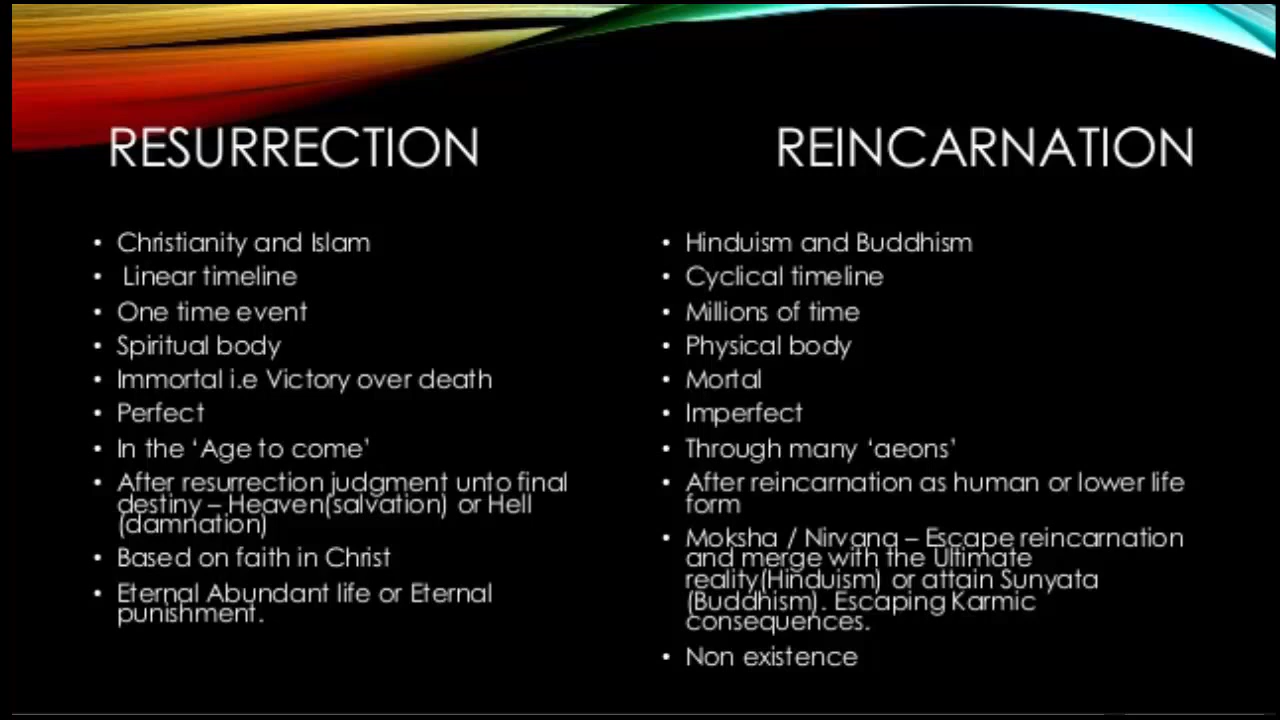 RESURRECTION
• Christianity and Islam
• Linear timeline
• One time event
• Spiritual body
• Immortal i.e Victory over death
• Perfect
• In the ‘Age to come’
• After resurrection judgment unto final
destiny – Heaven(salvation) or Hell
(damnation)
• Based on faith in Christ
• Eternal Abundant life or Eternal
punishment.
REINCARNATION
• Hinduism and Buddhism
• Cyclical timeline
• Millions of time
• Physical body
• Mortal
• Imperfect
• Through many ‘aeons’
• After reincarnation as human or lower life
form
• Moksha / Nirvana – Escape reincarnation
and merge with the Ultimate
reality(Hinduism) or attain Sunyata
(Buddhism). Escaping Karmic
consequences.
• Non existence